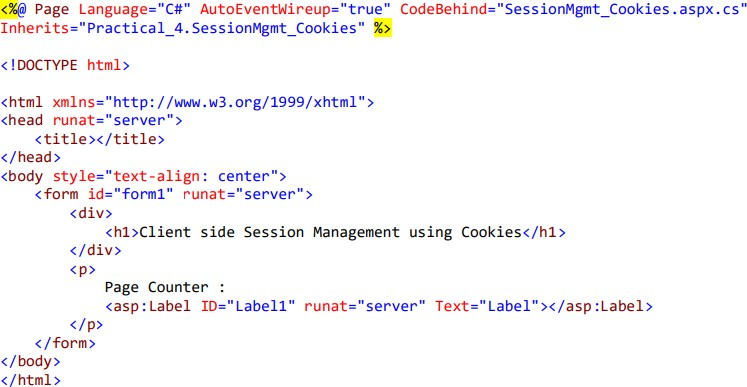 <%@ Page Language="C#" AutoEventWireup="true" CodeBehind="SessionMgmt_Cookies.aspx.cs"
Inherits="Practical_4.SessionMgmt_Cookies" %>

<!DOCTYPE html>

<html xmlns="http://www.w3.org/1999/xhtml">
<head runat="server">
    <title></title>
</head>
<body style="text-align: center">
    <form id="form1" runat="server">
        <div>
            <h1>Client side Session Management using Cookies</h1>
        </div>
        <p>
            Page Counter :
            <asp:Label ID="Label1" runat="server" Text="Label"></asp:Label>
        </p>
    </form>
</body>
</html>